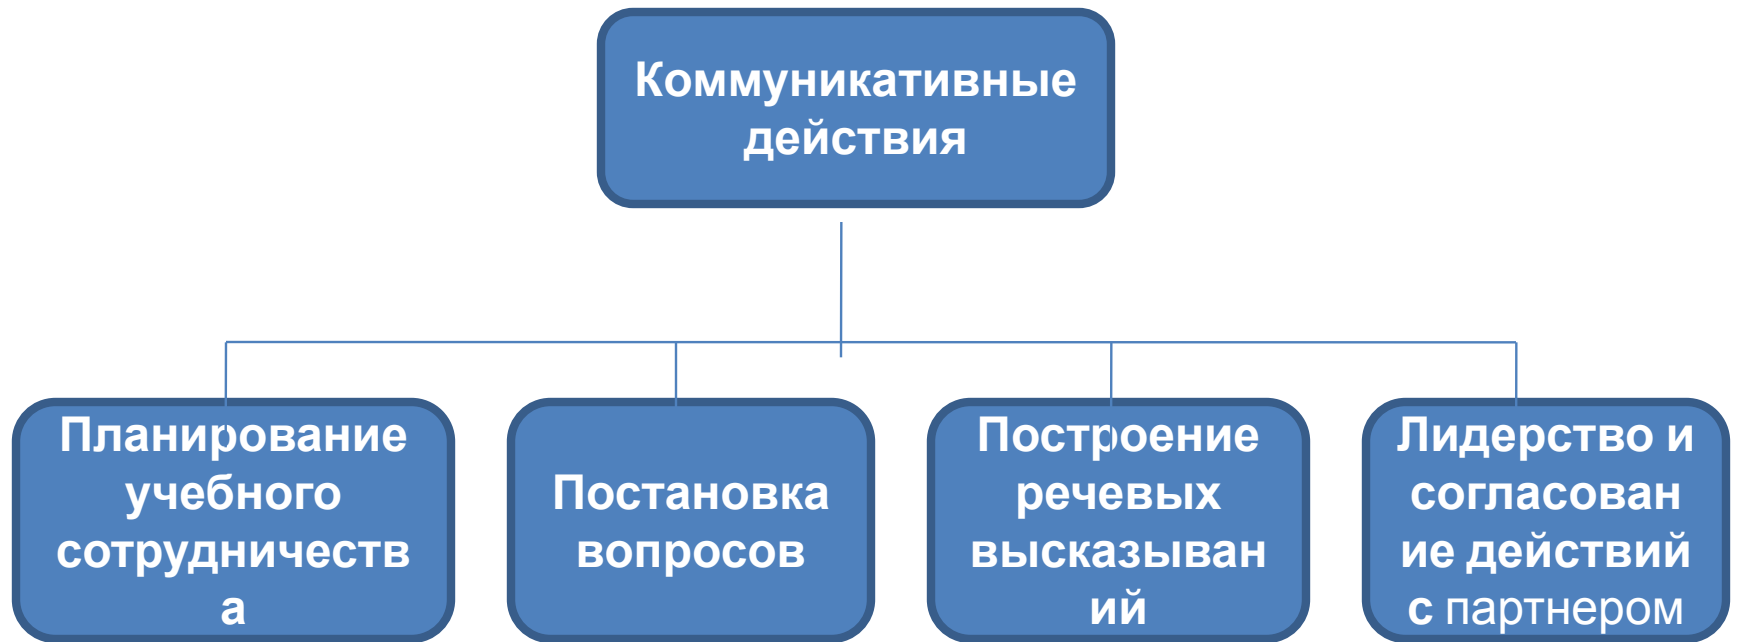 Коммуникативные
действия
Планирование
учебного
сотрудничеств
а
Постановка
вопросов
Построение
речевых
высказыван
ий
Лидерство и
согласован
ие действий
с партнером